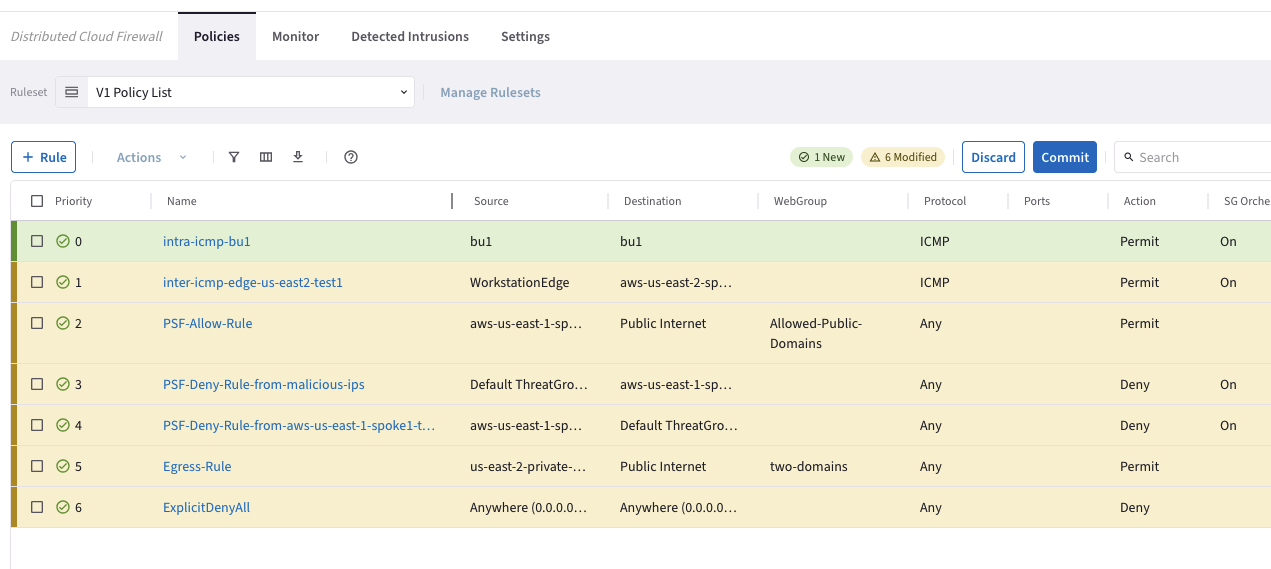 Distributed Cloud Firewall Policies Monitor Detected Intrusions Settings
Ruleset V1 Policy List Manage Rulesets
+ Rule Actions 1 New 6 Modified Discard Commit Search
Priority Name Source Destination WebGroup Protocol Ports Action SG Orche
0 intra-icmp-bu1 bu1 bu1 ICMP Permit On
1 inter-icmp-edge-us-east2-test1 WorkstationEdge aws-us-east-2-sp… ICMP Permit On
2 PSF-Allow-Rule aws-us-east-1-sp… Public Internet Allowed-Public- Any Permit
Domains
3 PSF-Deny-Rule-from-malicious-ips Default ThreatGro… aws-us-east-1-sp… Any Deny On
4 PSF-Deny-Rule-from-aws-us-east-1-spoke1-t… aws-us-east-1-sp… Default ThreatGro… Any Deny On
5 Egress-Rule us-east-2-private-… Public Internet two-domains Any Permit
6 ExplicitDenyAll Anywhere (0.0.0.0… Anywhere (0.0.0.0… Any Deny